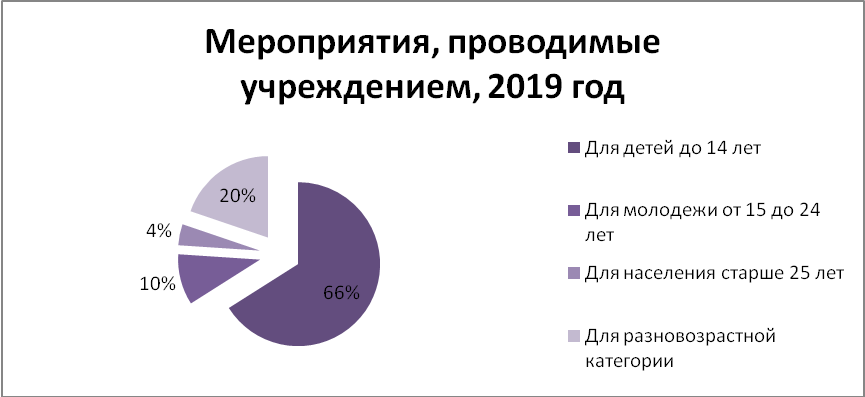 Мероприятия, проводимые
учреждением, 2019 год
20%
4%
10%
66%
Для детей до 14 лет
Для молодежи от 15 до 24
лет
Для населения старше 25 лет
Для разновозрастной
категории